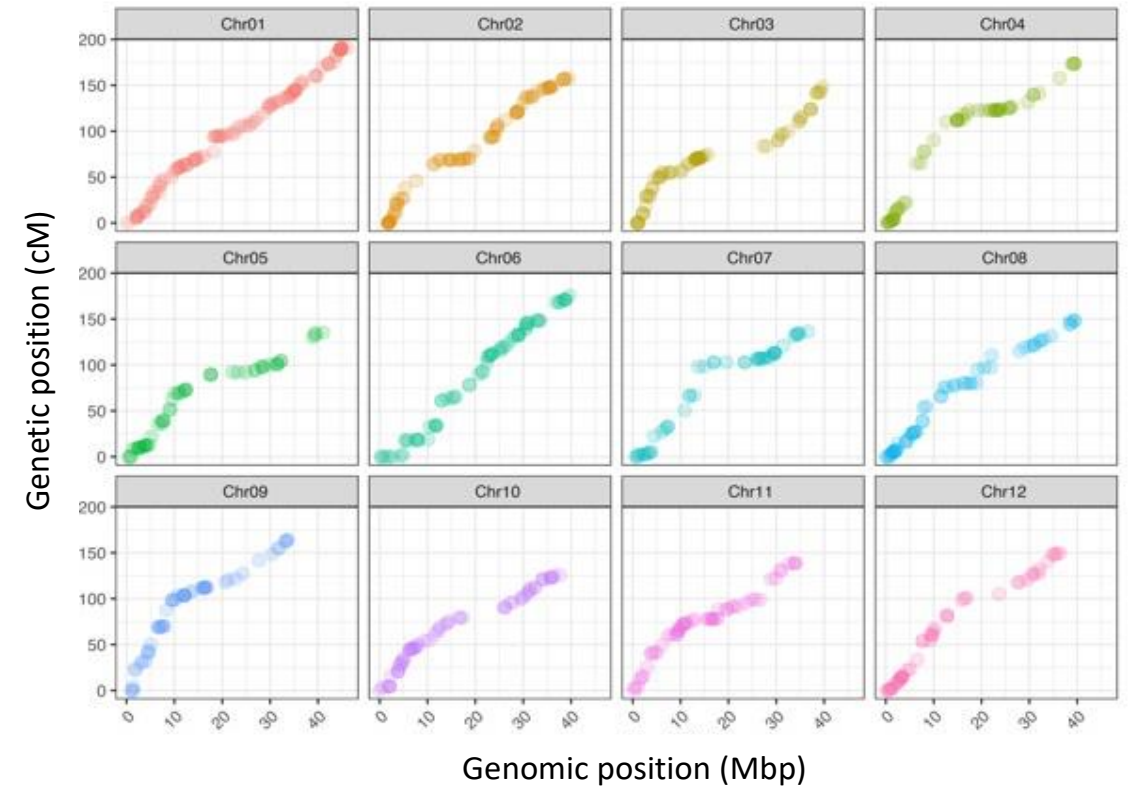 Chr01 Chr02 Chr03 Chr04
200
150
100
50
0
Chr05 Chr06 Chr07 Chr08
200
150
100
50
0
Chr09 Chr10 Chr11 Chr12
200
150
100
50
0
0 10 20 30 40 0 10 20 30 40 0 10 20 30 40 0 10 20 30 40
Genetic position (cM)
Genomic position (Mbp)